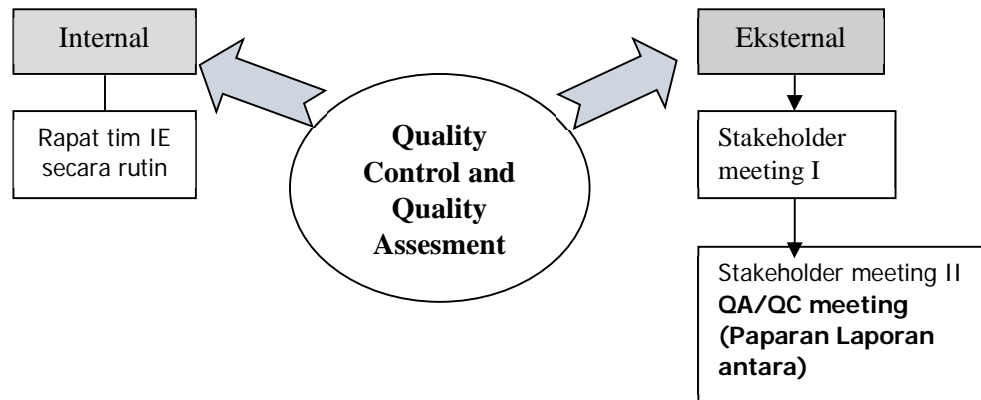 Internal
Rapat tim IE
secara rutin
Quality
Control and
Quality
Assesment
Eksternal
Stakeholder
meeting I
Stakeholder meeting II
QA/QC meeting
(Paparan Laporan
antara)